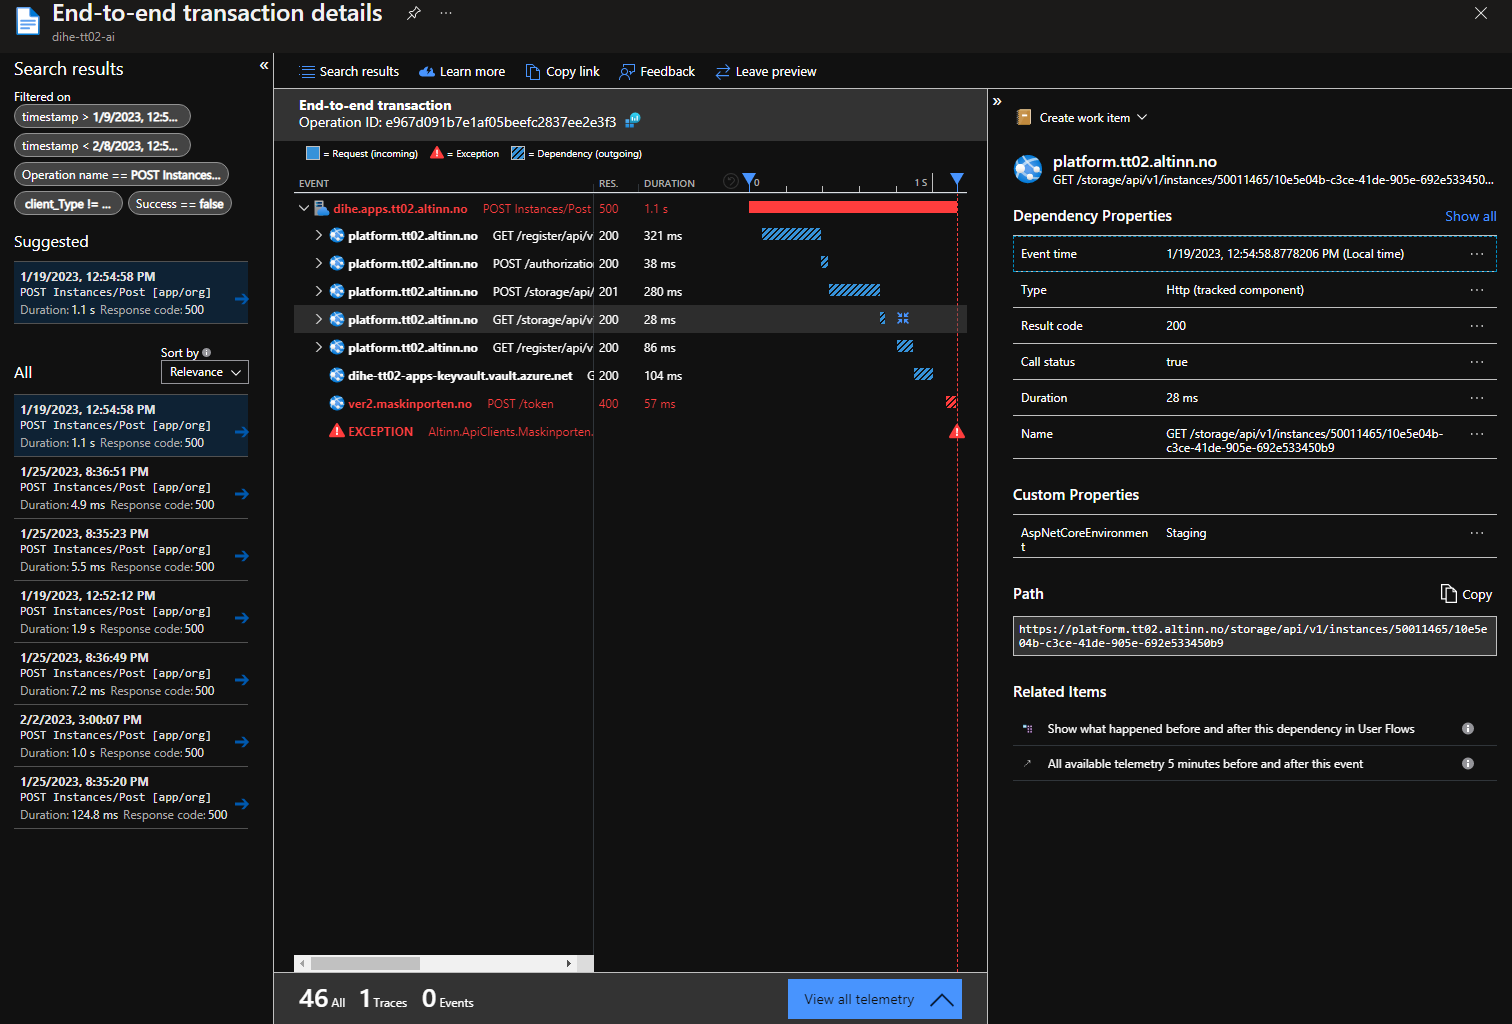 End-to-end transaction details
dihe-tt02-ai
Search results
Filtered on
timestamp > 1/9/2023, 12:5...
timestamp < 2/8/2023, 12:5...
Operation name == POST Instances...
client_Type != ...
Success == false
Suggested
1/19/2023, 12:54:58 PM
POST Instances/Post [app/org]
Duration: 1.1 s Response code: 500
Sort by
All
Relevance
1/19/2023, 12:54:58 PM
POST Instances/Post [app/org]
Duration: 1.1 s Response code: 500
1/25/2023, 8:36:51 PM
POST Instances/Post [app/org]
Duration: 4.9 ms Response code: 500
1/25/2023, 8:35:23 PM
POST Instances/Post [app/org]
Duration: 5.5 ms Response code: 500
1/19/2023, 12:52:12 PM
POST Instances/Post [app/org]
Duration: 1.9 s Response code: 500
1/25/2023, 8:36:49 PM
POST Instances/Post [app/org]
Duration: 7.2 ms Response code: 500
2/2/2023, 3:00:07 PM
POST Instances/Post [app/org]
Duration: 1.0 s Response code: 500
1/25/2023, 8:35:20 PM
POST Instances/Post [app/org]
Duration: 124.8 ms Response code: 500
Search results Learn more Copy link Feedback Leave preview
End-to-end transaction
Operation ID: e967d091b7e1af05beefc2837ee2e3f3
= Request (incoming) = Exception = Dependency (outgoing)
EVENT RES. DURATION 0 1 S
dihe.apps.tt02.altinn.no POST Instances/Post 500 1.1 s
platform.tt02.altinn.no GET /register/api/v 200 321 ms
platform.tt02.altinn.no POST /authorizatio 200 38 ms
platform.tt02.altinn.no POST /storage/api/ 201 280 ms
platform.tt02.altinn.no GET /storage/api/v 200 28 ms
platform.tt02.altinn.no GET /register/api/v 200 86 ms
dihe-tt02-apps-keyvault.vault.azure.net G 200 104 ms
ver2.maskinporten.no POST /token 400 57 ms
EXCEPTION Altinn.ApiClients.Maskinporten.
46 All 1 Traces 0 Events
View all telemetry
Create work item
platform.tt02.altinn.no
GET /storage/api/v1/instances/50011465/10e5e04b-c3ce-41de-905e-692e533450...
Dependency Properties Show all
Event time 1/19/2023, 12:54:58.8778206 PM (Local time) ...
Type Http (tracked component) ...
Result code 200 ...
Call status true ...
Duration 28 ms ...
Name GET /storage/api/v1/instances/50011465/10e5e04b- ...
c3ce-41de-905e-692e533450b9
Custom Properties
AspNetCoreEnvironmen Staging ...
t
Path Copy
https://platform.tt02.altinn.no/storage/api/v1/instances/50011465/10e5e
04b-c3ce-41de-905e-692e533450b9
Related Items
Show what happened before and after this dependency in User Flows
All available telemetry 5 minutes before and after this event